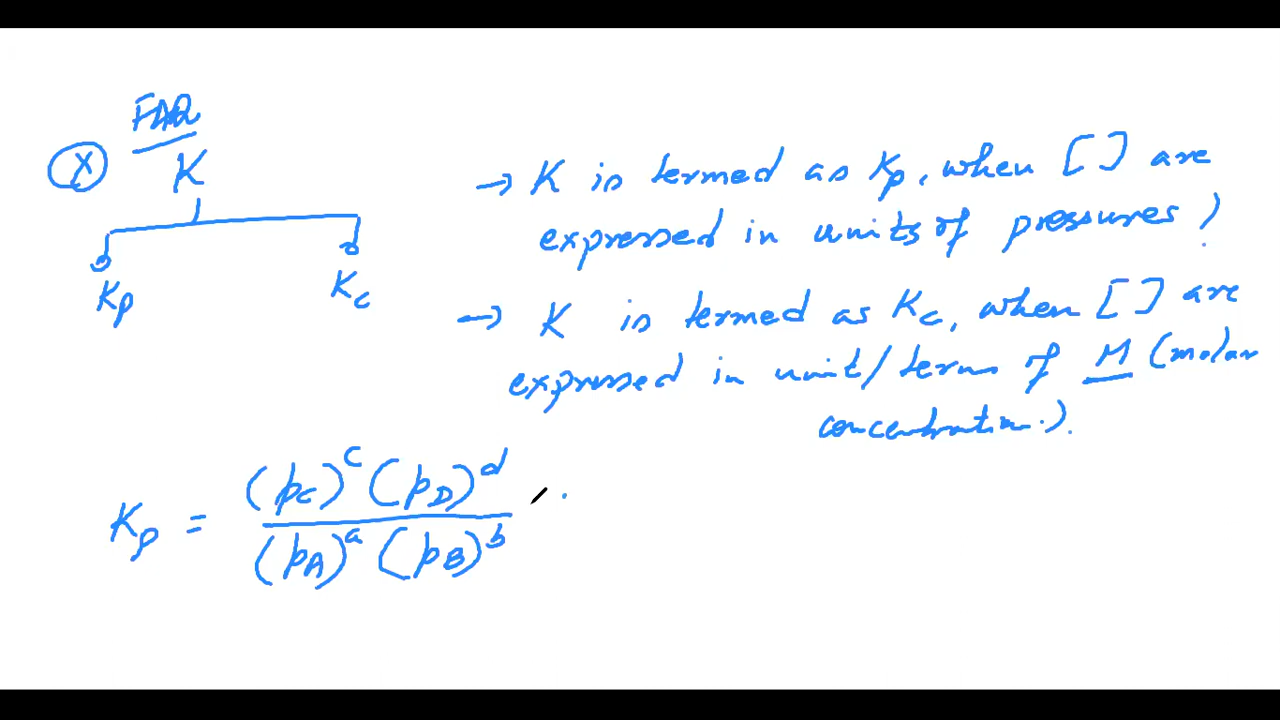 FAQ
X K
Kp Kc
→ K is termed as Kp, when [ ] are
expressed in units of pressures)
→ K is termed as Kc, when [ ] are
expressed in unit/terms of M (molar
concentration.).
Kp = (pC)^c (pD)^d / (pA)^a (pB)^b